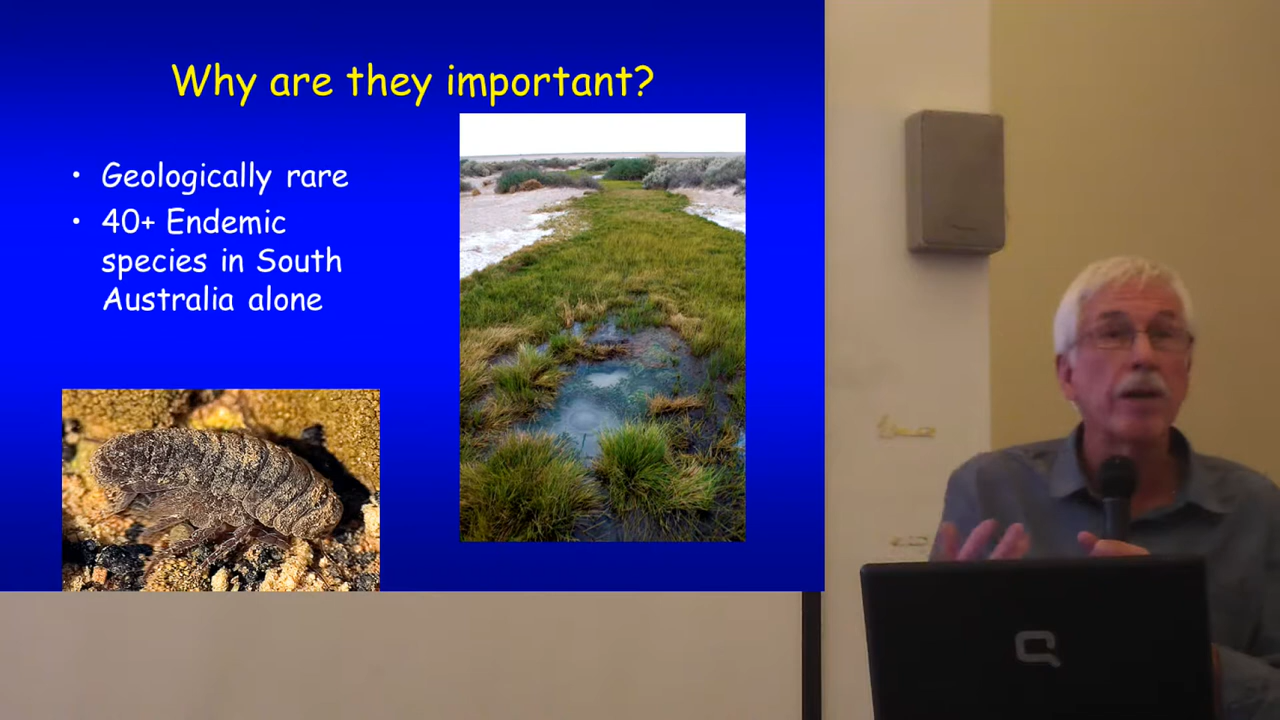 Why are they important?
• Geologically rare
• 40+ Endemic
species in South
Australia alone